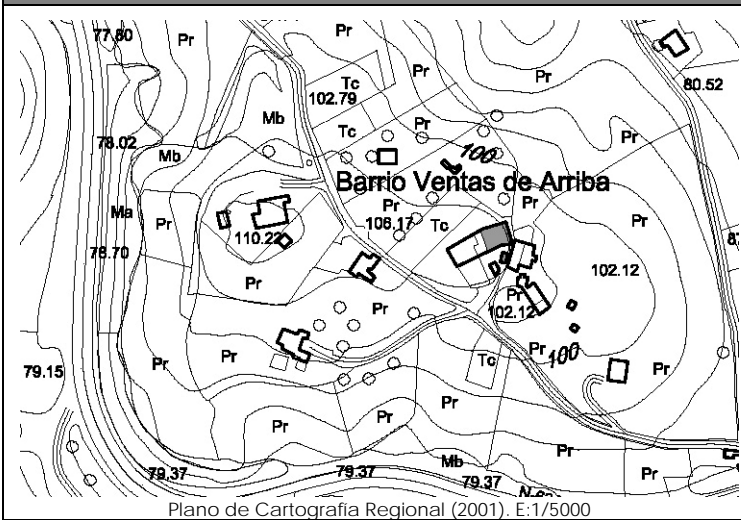 77.80
Pr
Pr
Tc
102.79
Pr
80.52
Mb
Tc
Pr
Pr
78.02
Mb
100
Barrio Ventas de Arriba
Ma
Pr
Pr
106.17
Tc
Pr
Pr
110.22
78.70
102.12
Pr
Pr
102.12
Pr
79.15
Pr
Pr
Tc
Pr
100
Pr
Pr
Pr
Pr
Pr
Mb
Pr
79.37
79.37
79.37
Plano de Cartografía Regional (2001). E:1/5000